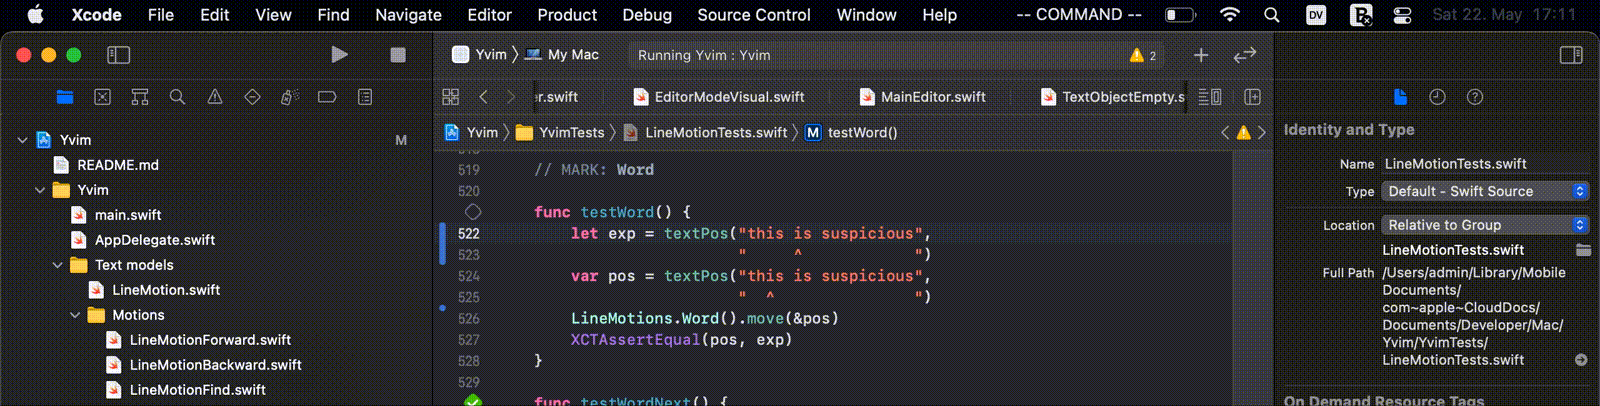 Xcode File Edit View Find Navigate Editor Product Debug Source Control Window Help -- COMMAND -- DV Sat 22. May 17:11
Yvim 〉 My Mac
Running Yvim : Yvim
2
er.swift EditorModeVisual.swift MainEditor.swift TextObjectEmpty.s
Yvim 〉 YvimTests 〉 LineMotionTests.swift 〉 M testWord()
Yvim M
README.md
Yvim
main.swift
AppDelegate.swift
Text models
LineMotion.swift
Motions
LineMotionForward.swift
LineMotionBackward.swift
LineMotionFind.swift
519 // MARK: Word
520
func testWord() {
522 let exp = textPos("this is suspicious",
523 "     ^            ")
524 var pos = textPos("this is suspicious",
525 "  ^               ")
526 LineMotions.Word().move(&pos)
527 XCTAssertEqual(pos, exp)
528 }
529
func testWordNext() {
Identity and Type
Name LineMotionTests.swift
Type Default - Swift Source
Location Relative to Group
LineMotionTests.swift
Full Path /Users/admin/Library/Mobile
Documents/
com~apple~CloudDocs/
Documents/Developer/Mac/
Yvim/YvimTests/
LineMotionTests.swift
On Demand Resource Tags